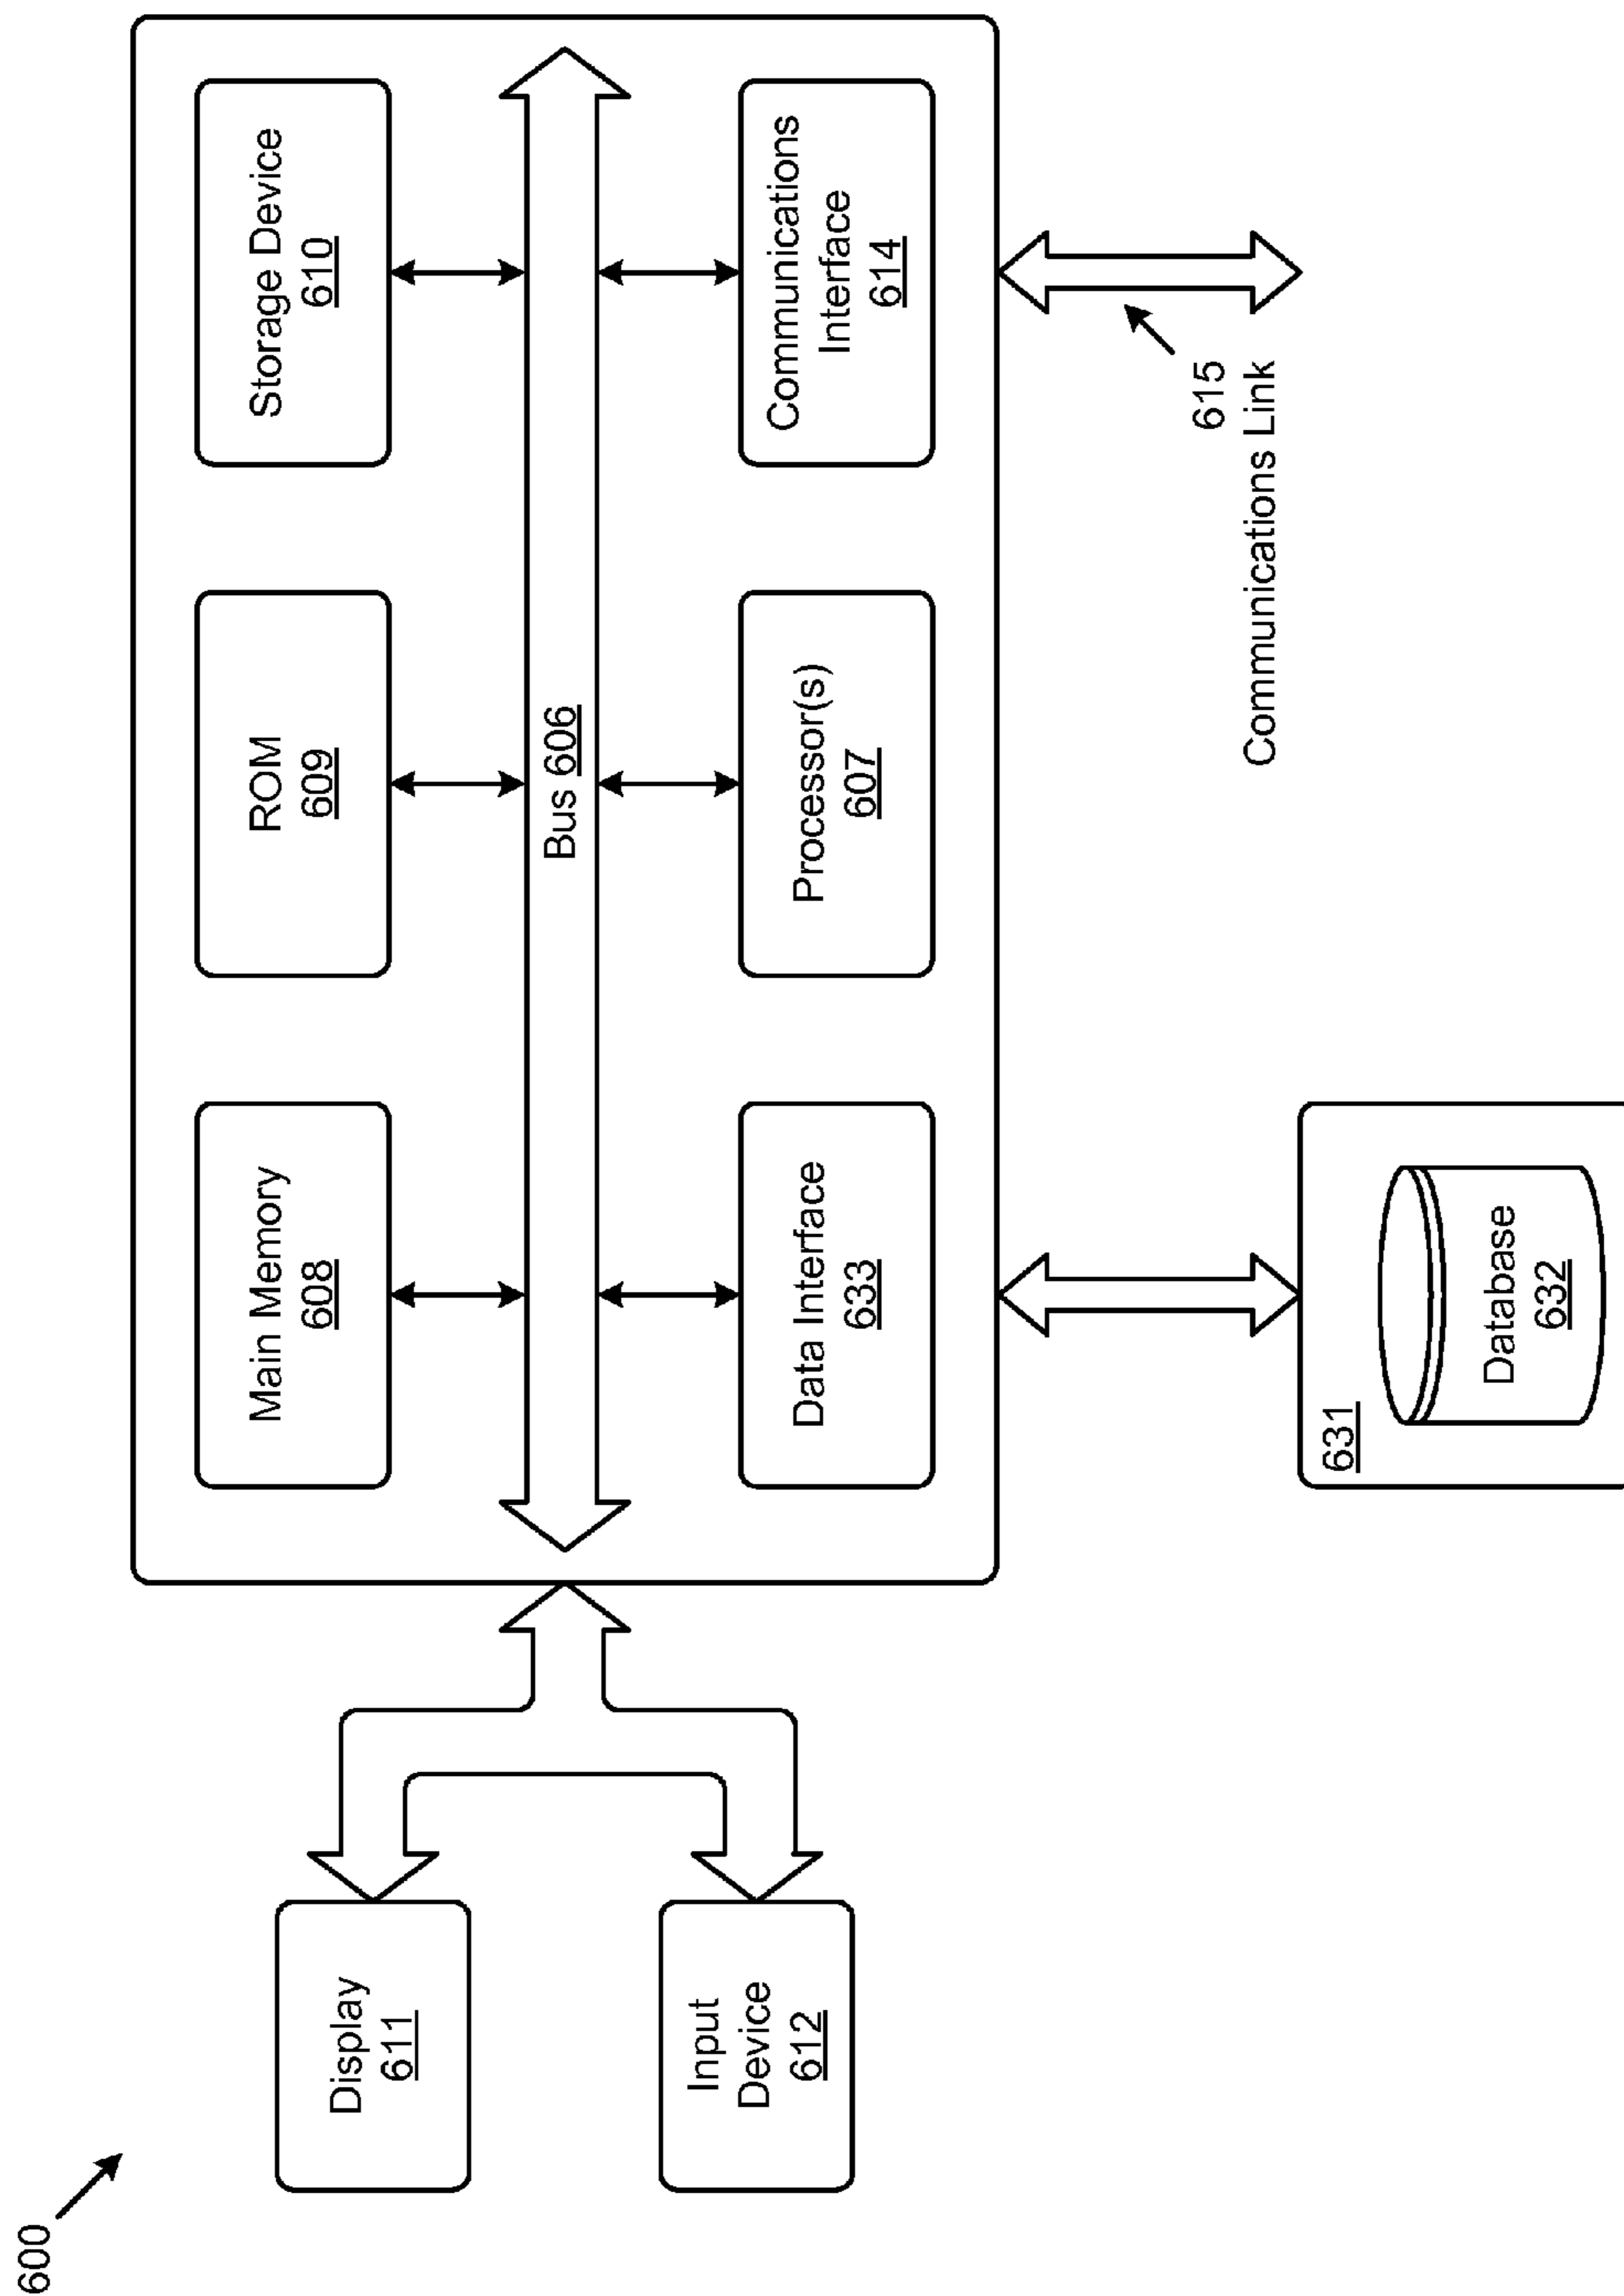 600
Display
611
Input
Device
612
Main Memory
608
ROM
609
Storage Device
610
Bus 606
Data Interface
633
Processor(s)
607
Communications
Interface
614
615
Communications Link
631
Database
632